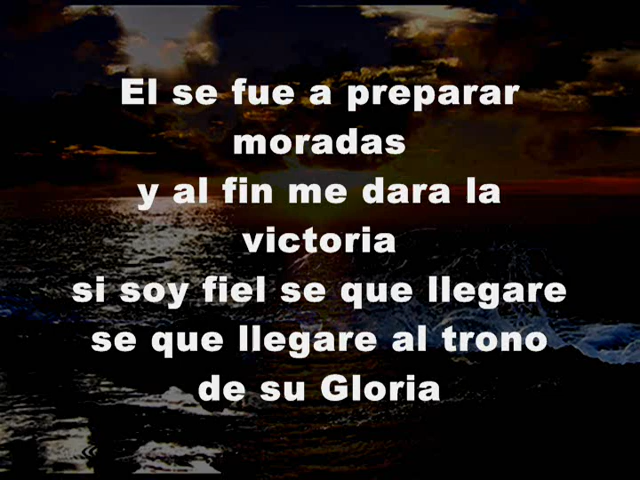 El se fue a preparar
moradas
y al fin me dara la
victoria
si soy fiel se que llegare
se que llegare al trono
de su Gloria